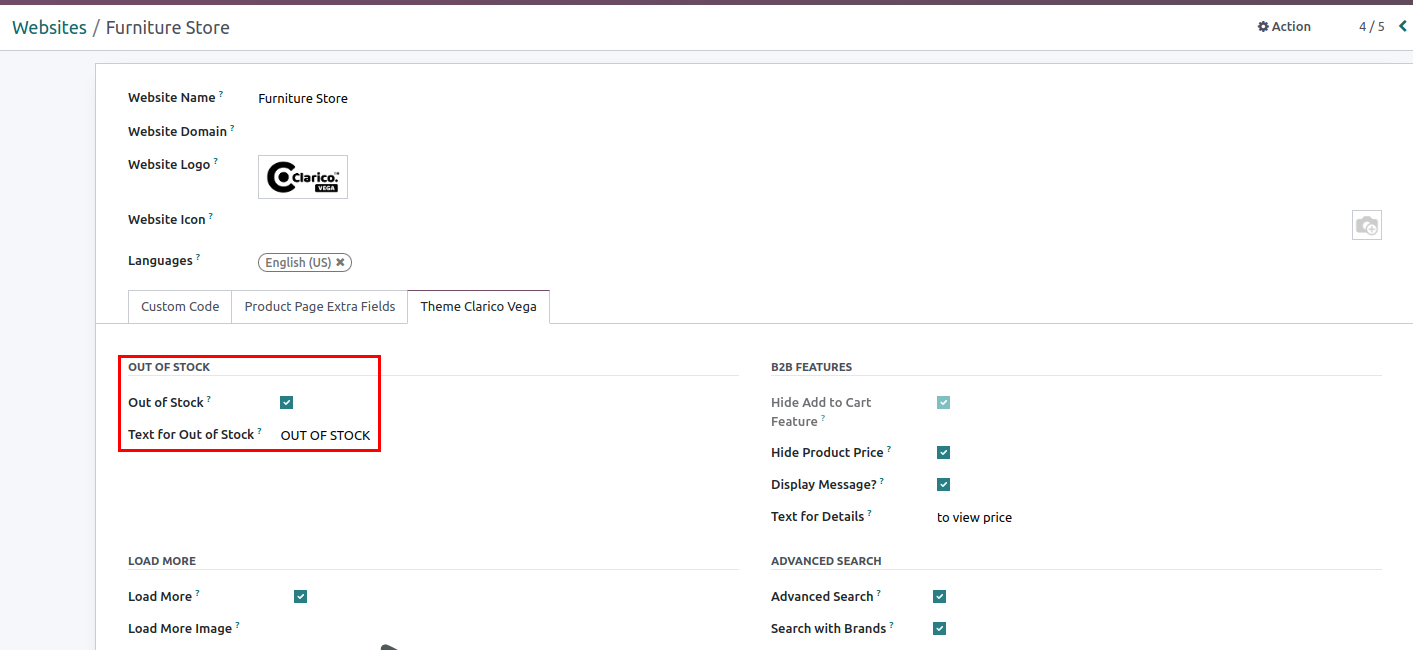 Websites / Furniture Store
Action
4 / 5
Website Name ?
Furniture Store
Website Domain ?
Website Logo ?
Clarico.™
VEGA
Website Icon ?
Languages ?
English (US) ✖
Custom Code
Product Page Extra Fields
Theme Clarico Vega
OUT OF STOCK
Out of Stock ?
Text for Out of Stock ?
OUT OF STOCK
B2B FEATURES
Hide Add to Cart
Feature ?
Hide Product Price ?
Display Message? ?
Text for Details ?
to view price
LOAD MORE
Load More ?
Load More Image ?
ADVANCED SEARCH
Advanced Search ?
Search with Brands ?